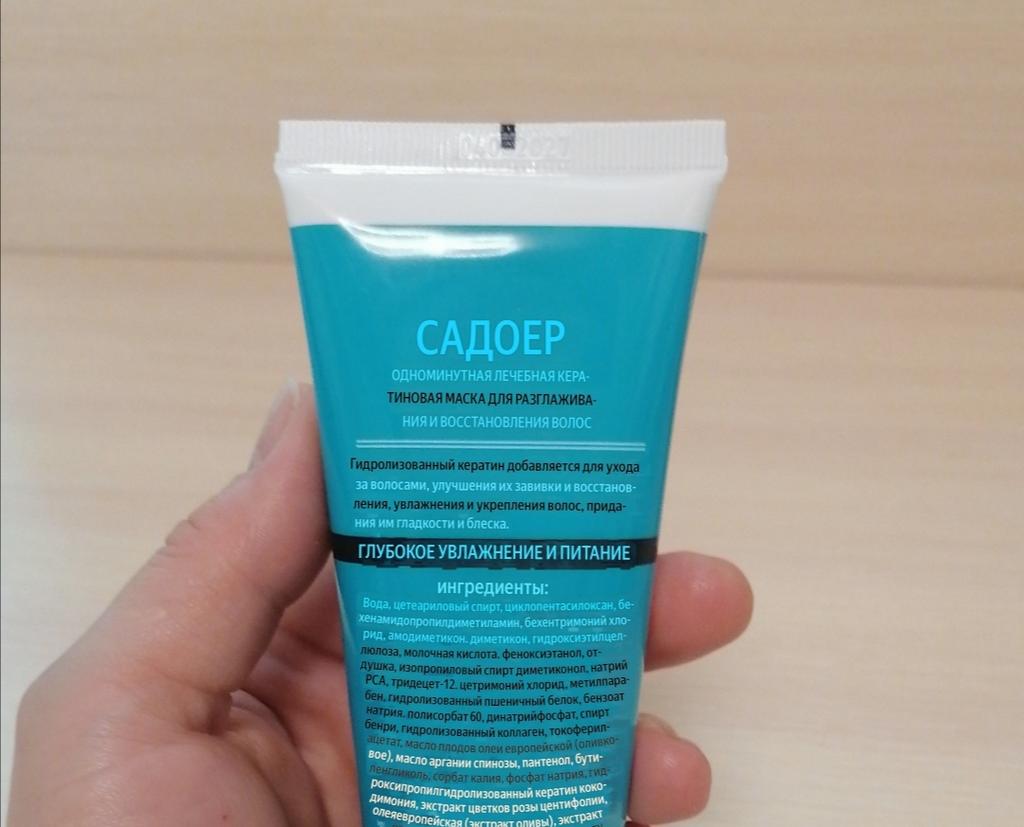 САДОЕР
ОДНОМИНУТНАЯ ЛЕЧЕБНАЯ КЕРА-
ТИНОВАЯ МАСКА ДЛЯ РАЗГЛАЖИВА-
НИЯ И ВОССТАНОВЛЕНИЯ ВОЛОС
Гидролизованный кератин добавляется для ухода
за волосами, улучшения их завивки и восстанов-
ления, увлажнения и укрепления волос, прида-
ния им гладкости и блеска.
ГЛУБОКОЕ УВЛАЖНЕНИЕ И ПИТАНИЕ
ингредиенты:
Вода, цетеариловый спирт, циклопентасилоксан, бе-
хенамидопропилдиметиламин, бехентримоний хло-
рид, амодиметикон. диметикон, гидроксиэтилцел-
люлоза, молочная кислота. феноксиэтанол, от-
душка, изопропиловый спирт диметиконол, натрий
РСА, тридецет-12. цетримоний хлорид, метилпара-
бен, гидролизованный пшеничный белок, бензоат
натрия. полисорбат 60, динатрийфосфат, спирт
бенри, гидролизованный коллаген, токоферил-
ацетат, масло плодов олеи европейской (оливко-
вое), масло аргании спинозы, пантенол, бути-
ленгликоль, сорбат калия, фосфат натрия, гид-
роксипропилгидролизованный кератин коко-
димония, экстракт цветков розы центифолии,
олеяевропейская (экстракт оливы), экстракт